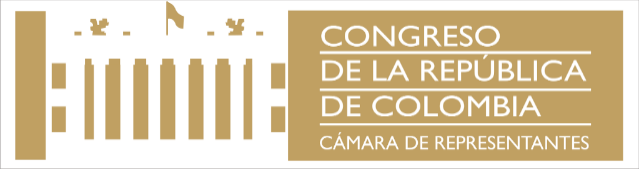 CONGRESO
DE LA REPÚBLICA
DE COLOMBIA
CÁMARA DE REPRESENTANTES